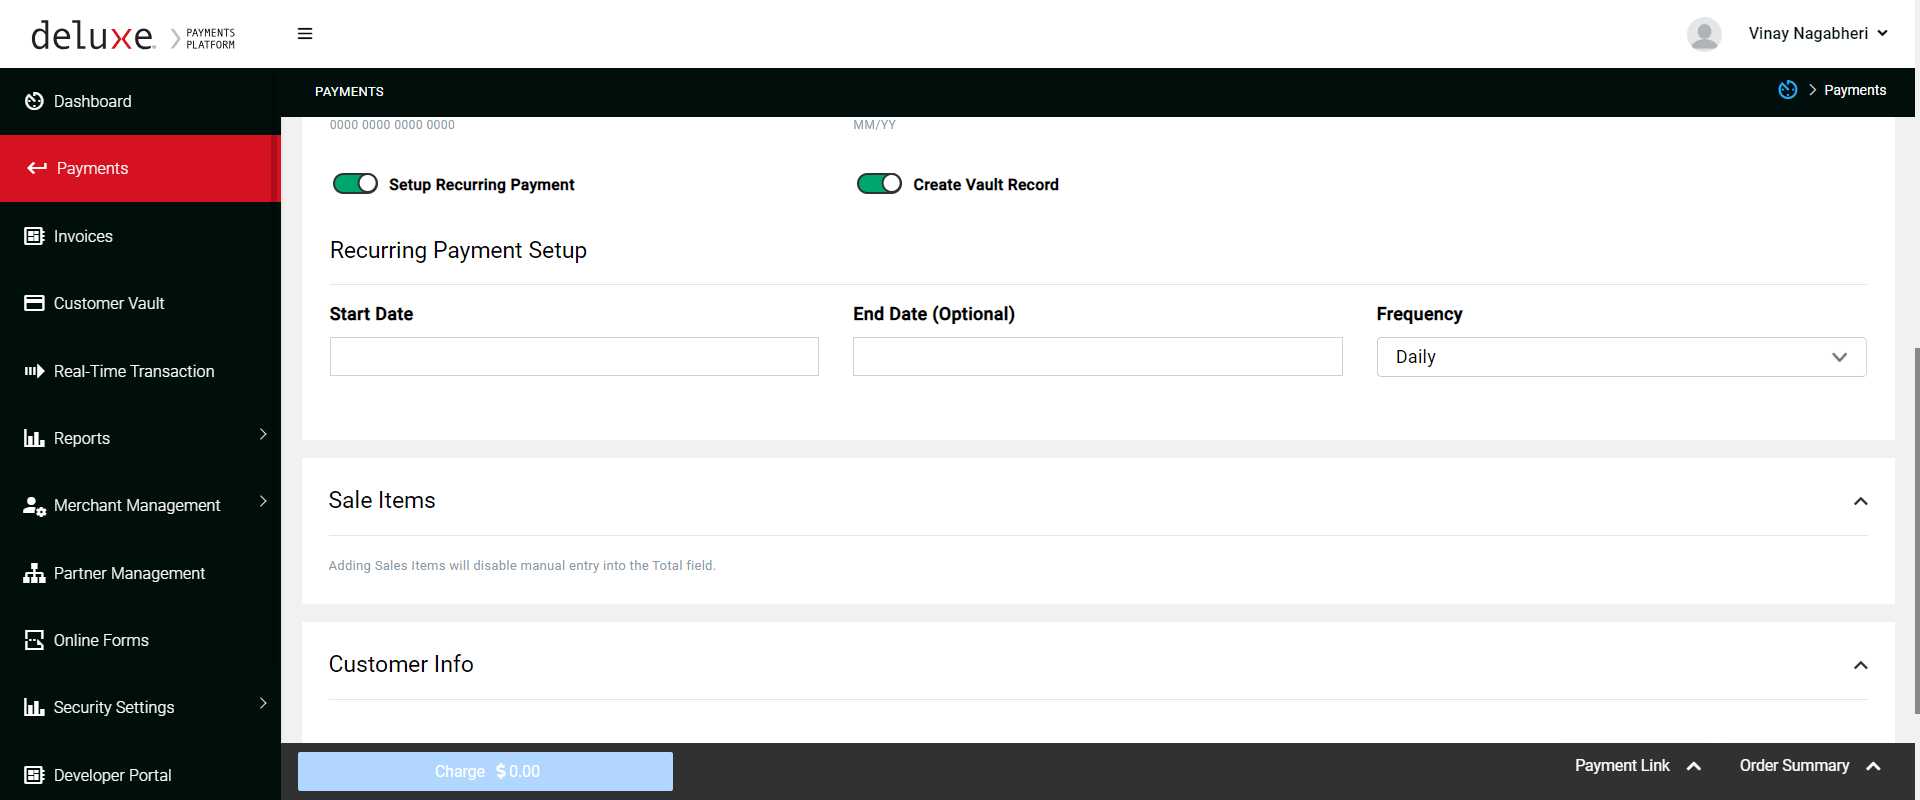 deluxe. PAYMENTS PLATFORM
Vinay Nagabheri
PAYMENTS
Payments
Dashboard
Payments
Invoices
Customer Vault
Real-Time Transaction
Reports
Merchant Management
Partner Management
Online Forms
Security Settings
Developer Portal
0000 0000 0000 0000
MM/YY
Setup Recurring Payment
Create Vault Record
Recurring Payment Setup
Start Date
End Date (Optional)
Frequency
Daily
Sale Items
Adding Sales Items will disable manual entry into the Total field.
Customer Info
Charge $ 0.00
Payment Link
Order Summary